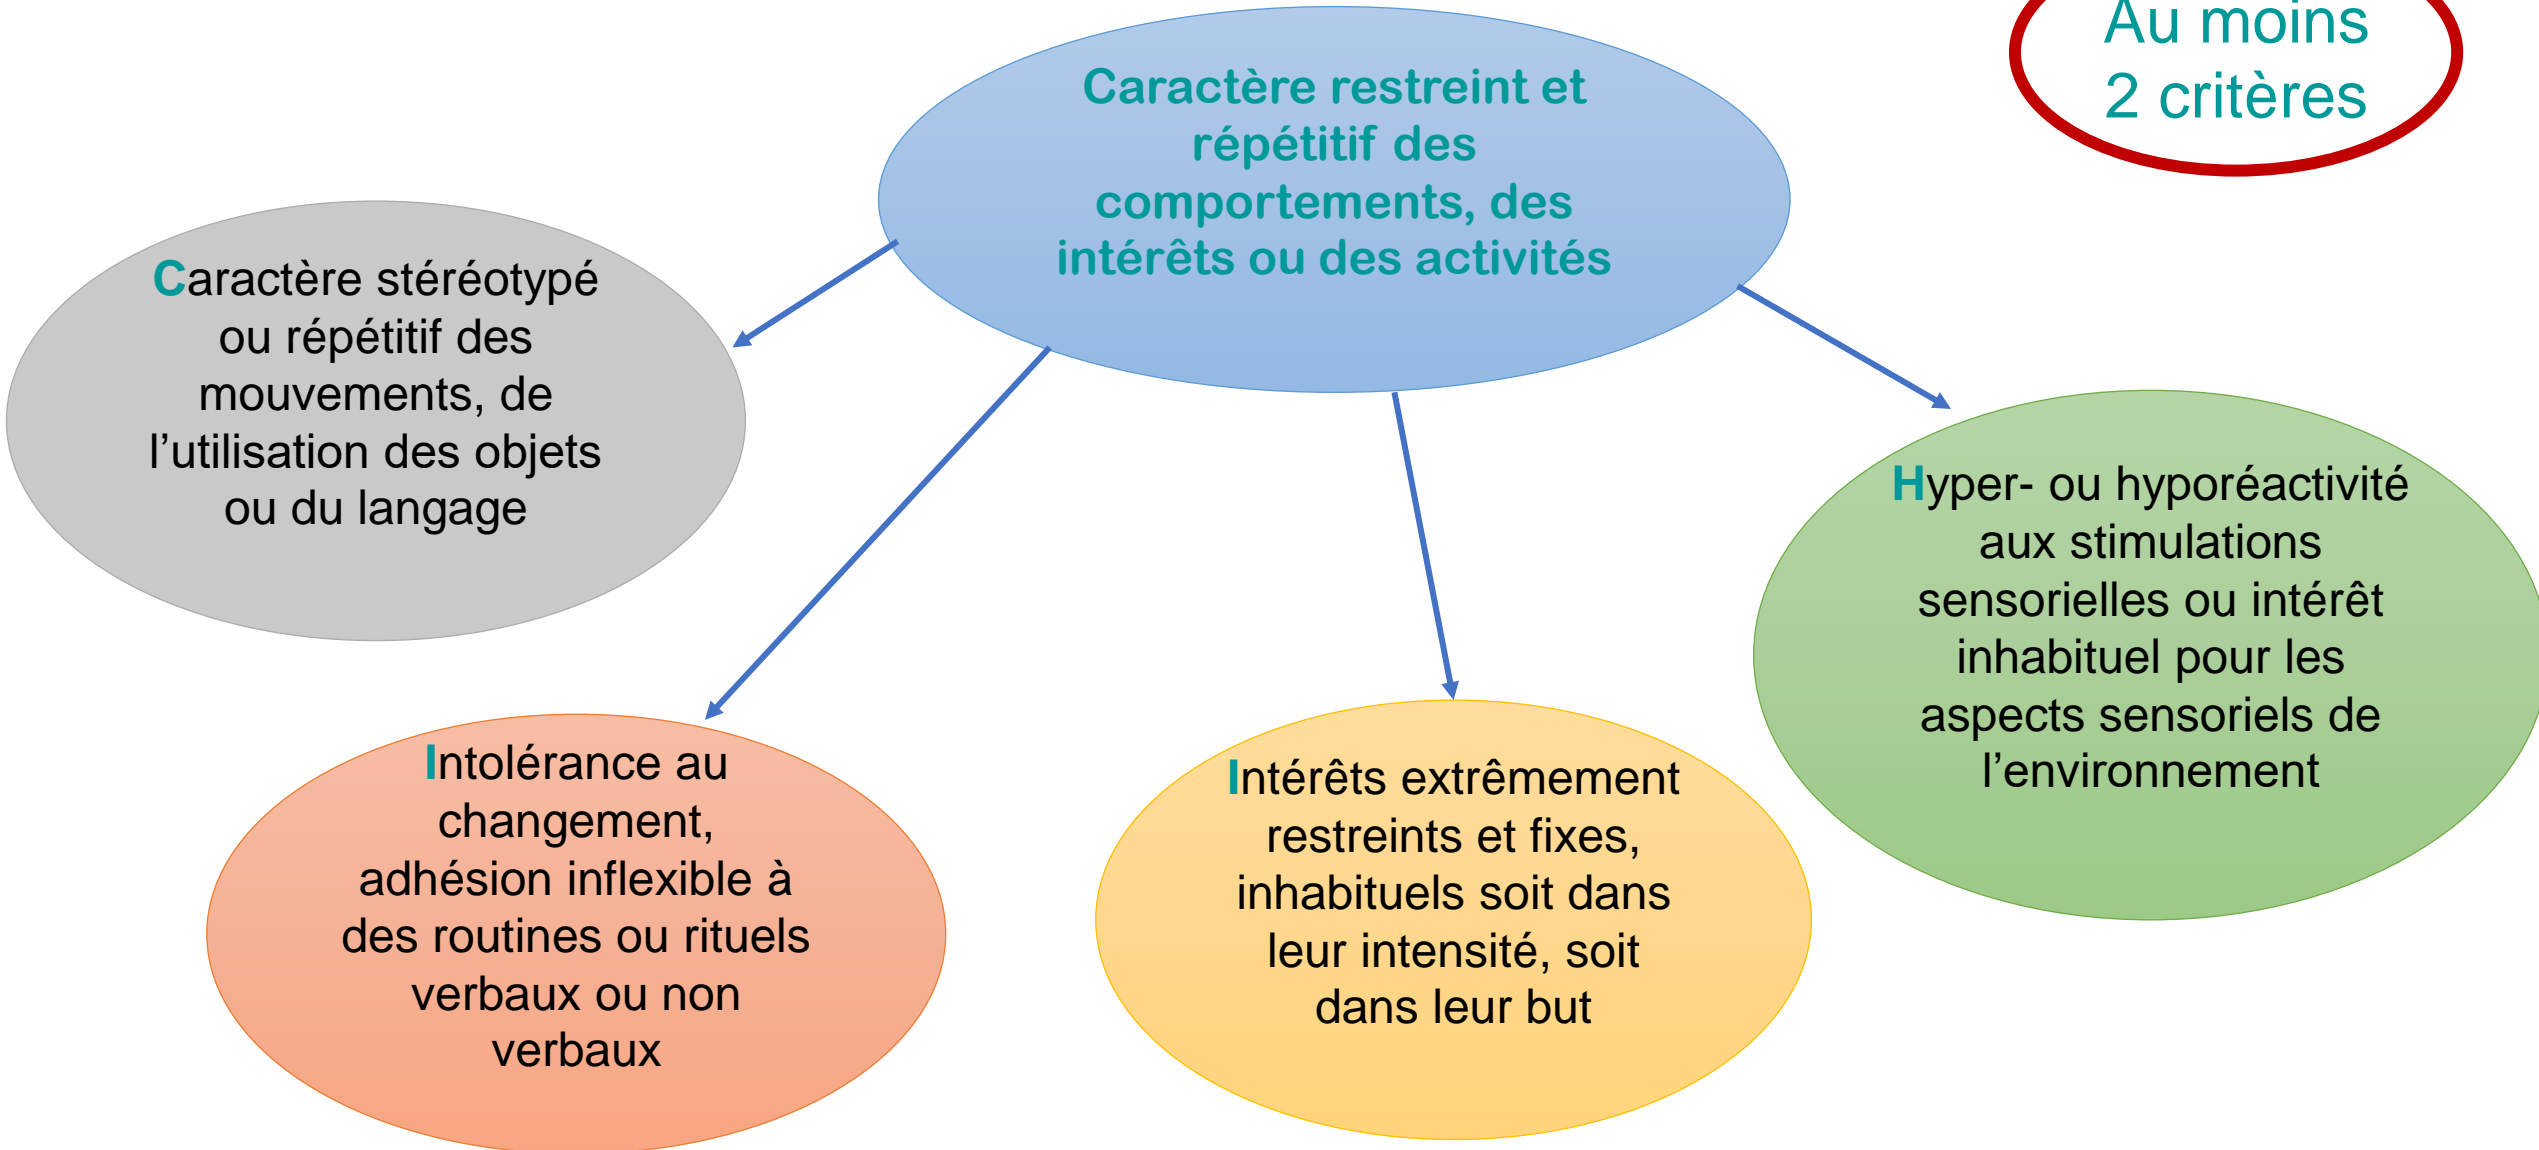 Au moins
2 critères
Caractère restreint et
répétitif des
comportements, des
intérêts ou des activités
Caractère stéréotypé
ou répétitif des
mouvements, de
l’utilisation des objets
ou du langage
Hyper- ou hyporéactivité
aux stimulations
sensorielles ou intérêt
inhabituel pour les
aspects sensoriels de
l’environnement
Intolérance au
changement,
adhésion inflexible à
des routines ou rituels
verbaux ou non
verbaux
Intérêts extrêmement
restreints et fixes,
inhabituels soit dans
leur intensité, soit
dans leur but